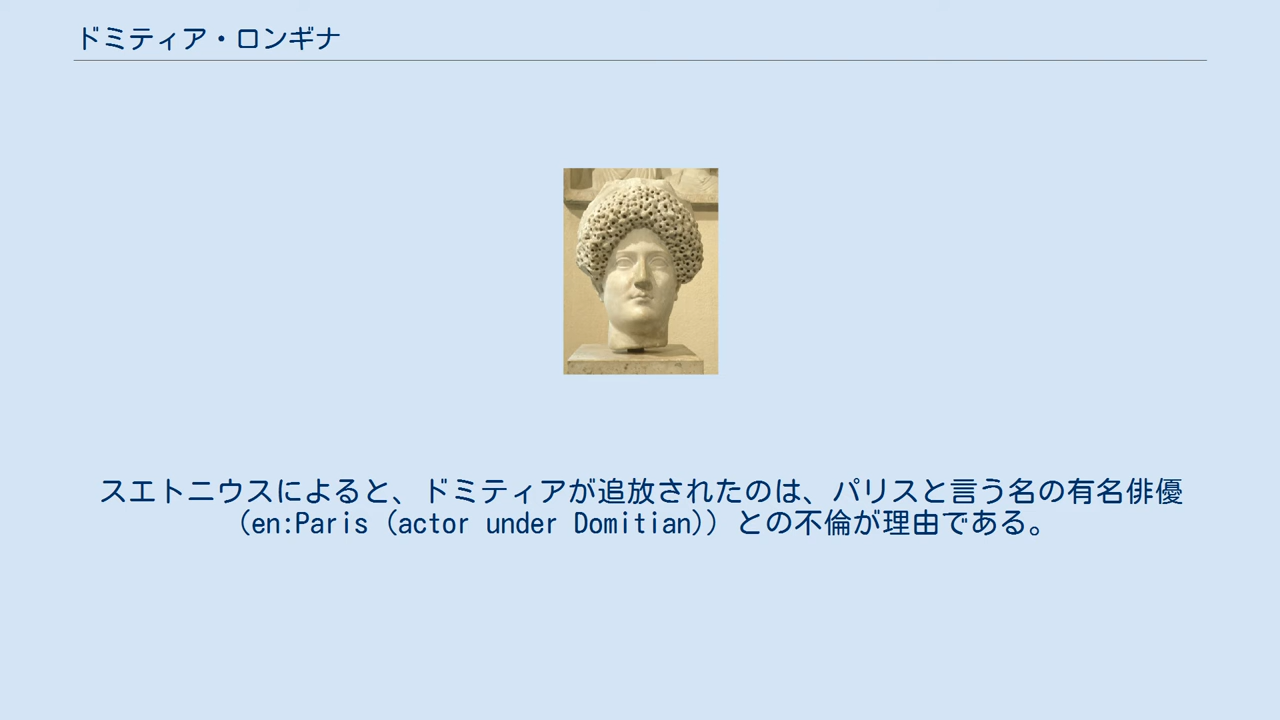 ドミティア・ロンギナ
スエトニウスによると、ドミティアが追放されたのは、パリスと言う名の有名俳優
（en:Paris (actor under Domitian)）との不倫が理由である。